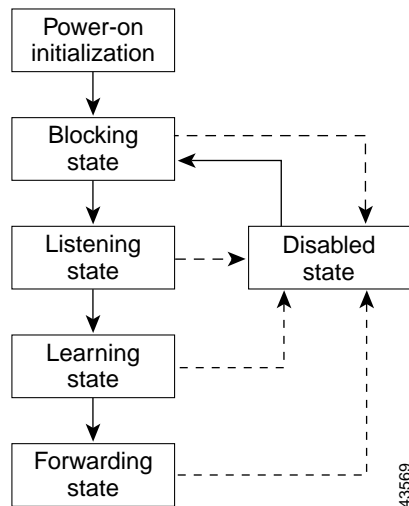 Power-on
initialization
Blocking
state
Listening
state
Disabled
state
Learning
state
Forwarding
state
43569